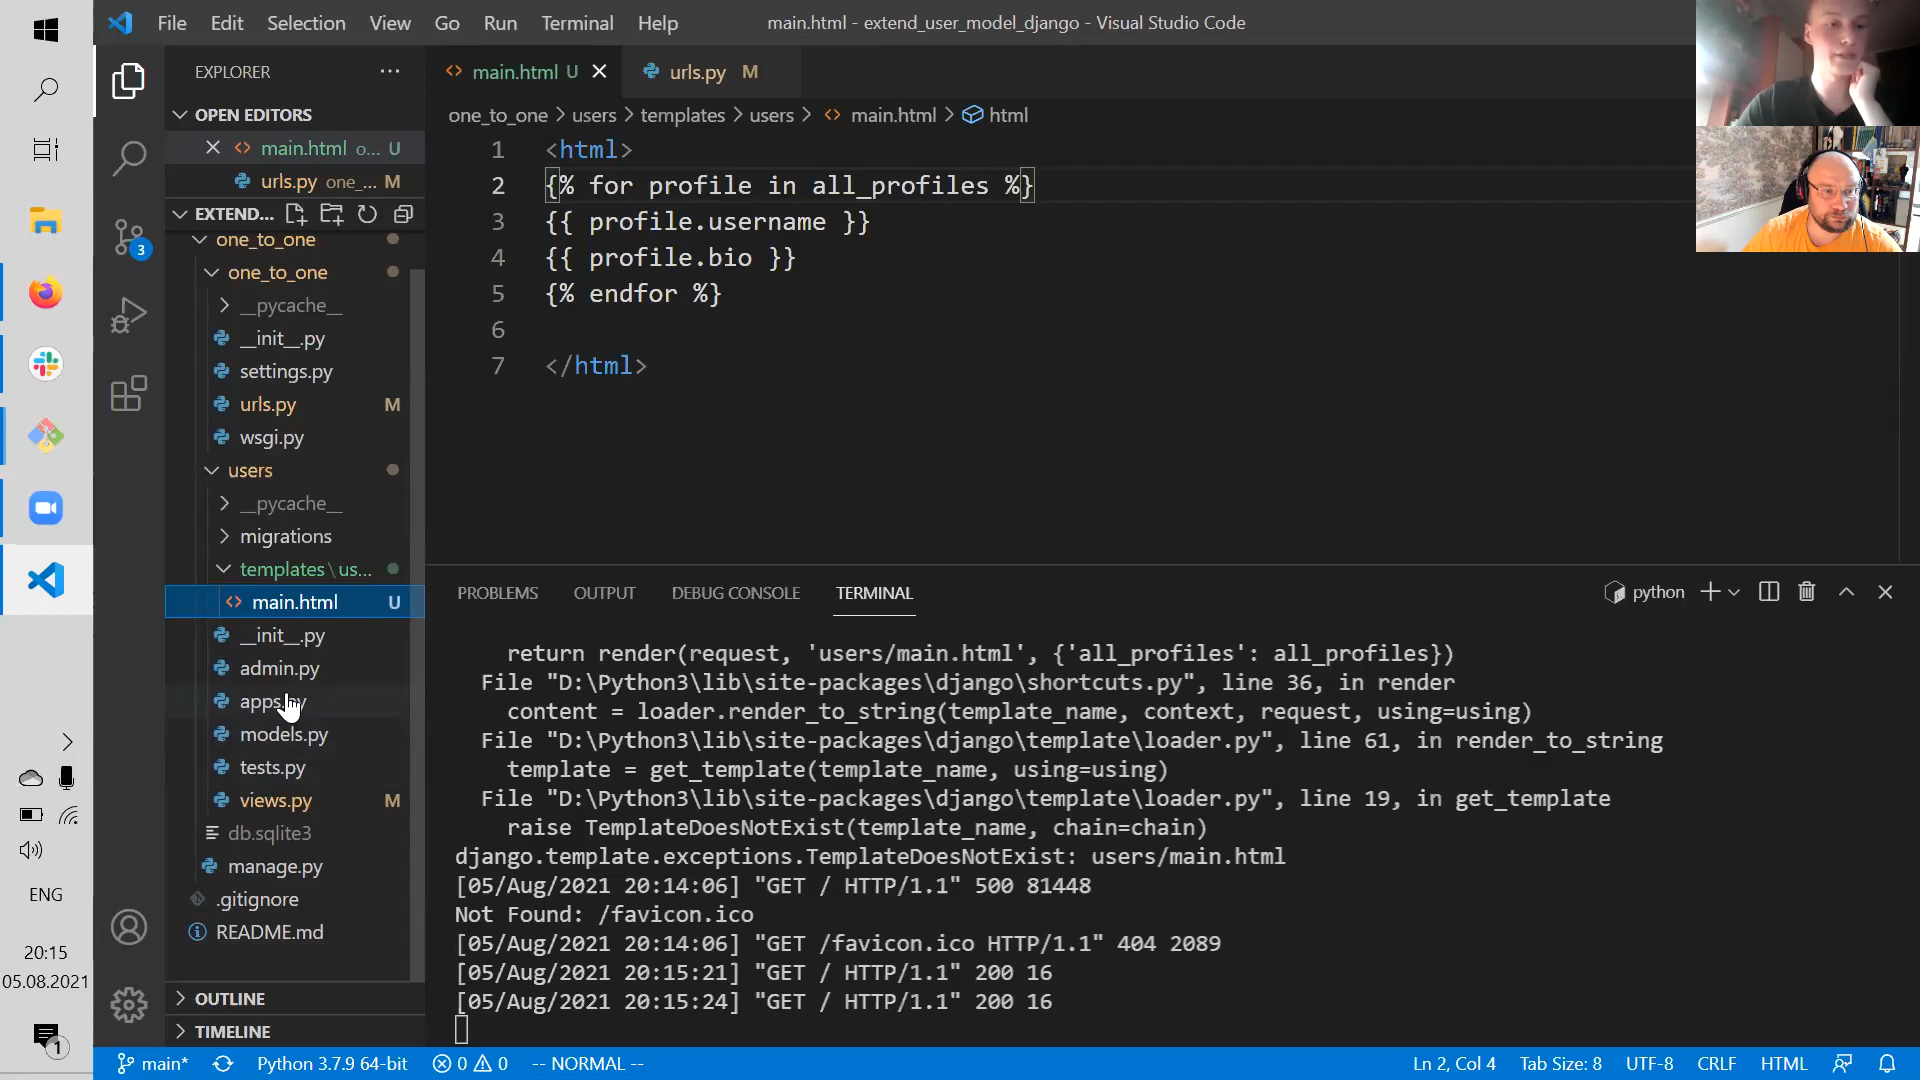 File Edit Selection View Go Run Terminal Help main.html - extend_user_model_django - Visual Studio Code
EXPLORER ···
main.html U
urls.py M
OPEN EDITORS
one_to_one > users > templates > users > main.html > html
main.html o... U
urls.py one_... M
EXTEND...
one_to_one
one_to_one
__pycache__
__init__.py
settings.py
urls.py M
wsgi.py
users
__pycache__
migrations
templates\us...
main.html U
__init__.py
admin.py
apps.py
models.py
tests.py
views.py M
db.sqlite3
manage.py
.gitignore
README.md
OUTLINE
TIMELINE
1 <html>
2 {% for profile in all_profiles %}
3 {{ profile.username }}
4 {{ profile.bio }}
5 {% endfor %}
6
7 </html>
PROBLEMS OUTPUT DEBUG CONSOLE TERMINAL
python
return render(request, 'users/main.html', {'all_profiles': all_profiles})
File "D:\Python3\lib\site-packages\django\shortcuts.py", line 36, in render
content = loader.render_to_string(template_name, context, request, using=using)
File "D:\Python3\lib\site-packages\django\template\loader.py", line 61, in render_to_string
template = get_template(template_name, using=using)
File "D:\Python3\lib\site-packages\django\template\loader.py", line 19, in get_template
raise TemplateDoesNotExist(template_name, chain=chain)
django.template.exceptions.TemplateDoesNotExist: users/main.html
[05/Aug/2021 20:14:06] "GET / HTTP/1.1" 500 81448
Not Found: /favicon.ico
[05/Aug/2021 20:14:06] "GET /favicon.ico HTTP/1.1" 404 2089
[05/Aug/2021 20:15:21] "GET / HTTP/1.1" 200 16
[05/Aug/2021 20:15:24] "GET / HTTP/1.1" 200 16
3
ENG
20:15
05.08.2021
1
main* Python 3.7.9 64-bit 0 0 -- NORMAL -- Ln 2, Col 4 Tab Size: 8 UTF-8 CRLF HTML